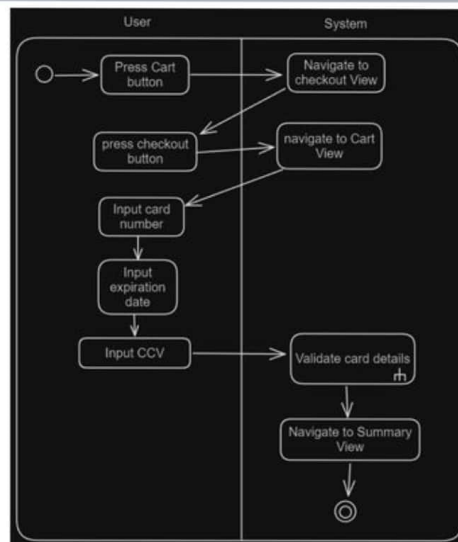 User
System
Press Cart
button
Navigate to
checkout View
press checkout
button
navigate to Cart
View
Input card
number
Input
expiration
date
Input CCV
Validate card details
Navigate to Summary
View